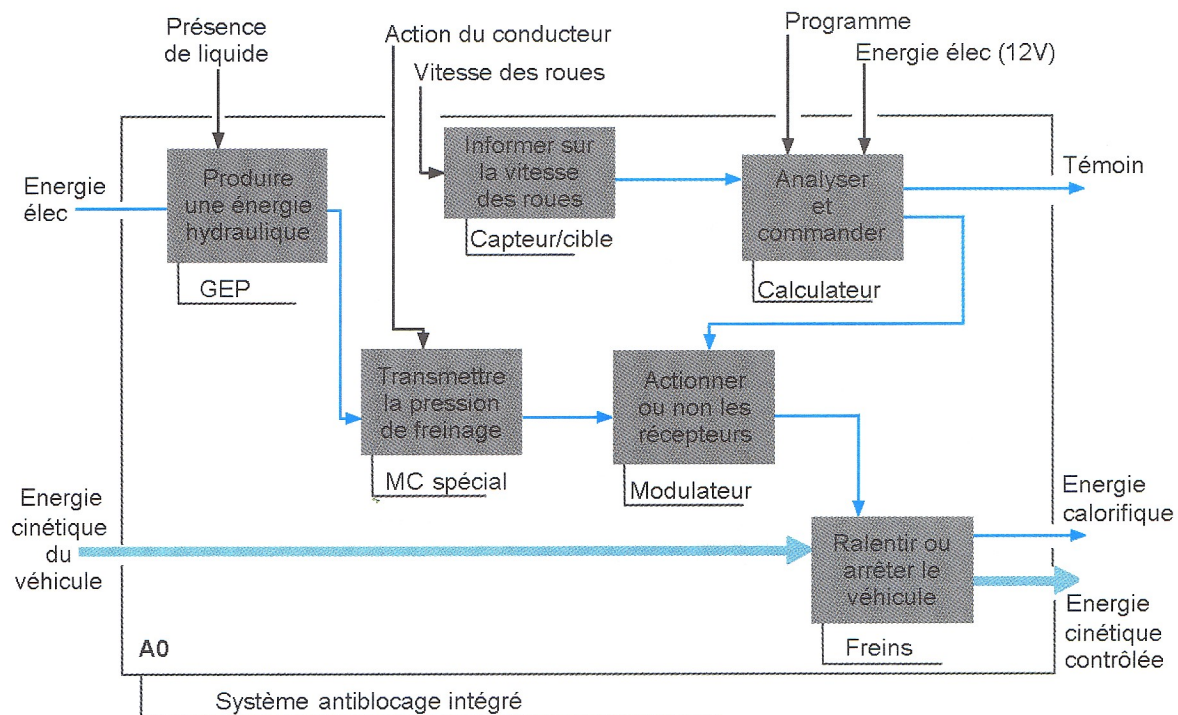 Présence
de liquide
Action du conducteur
Vitesse des roues
Programme
Energie élec (12V)
Energie
élec
Produire
une énergie
hydraulique
GEP
Informer sur
la vitesse
des roues
Capteur/cible
Analyser
et
commander
Calculateur
Témoin
Transmettre
la pression
de freinage
MC spécial
Actionner
ou non les
récepteurs
Modulateur
Energie
cinétique
du
véhicule
Ralentir ou
arrêter le
véhicule
Freins
Energie
calorifique
Energie
cinétique
contrôlée
A0
Système antiblocage intégré